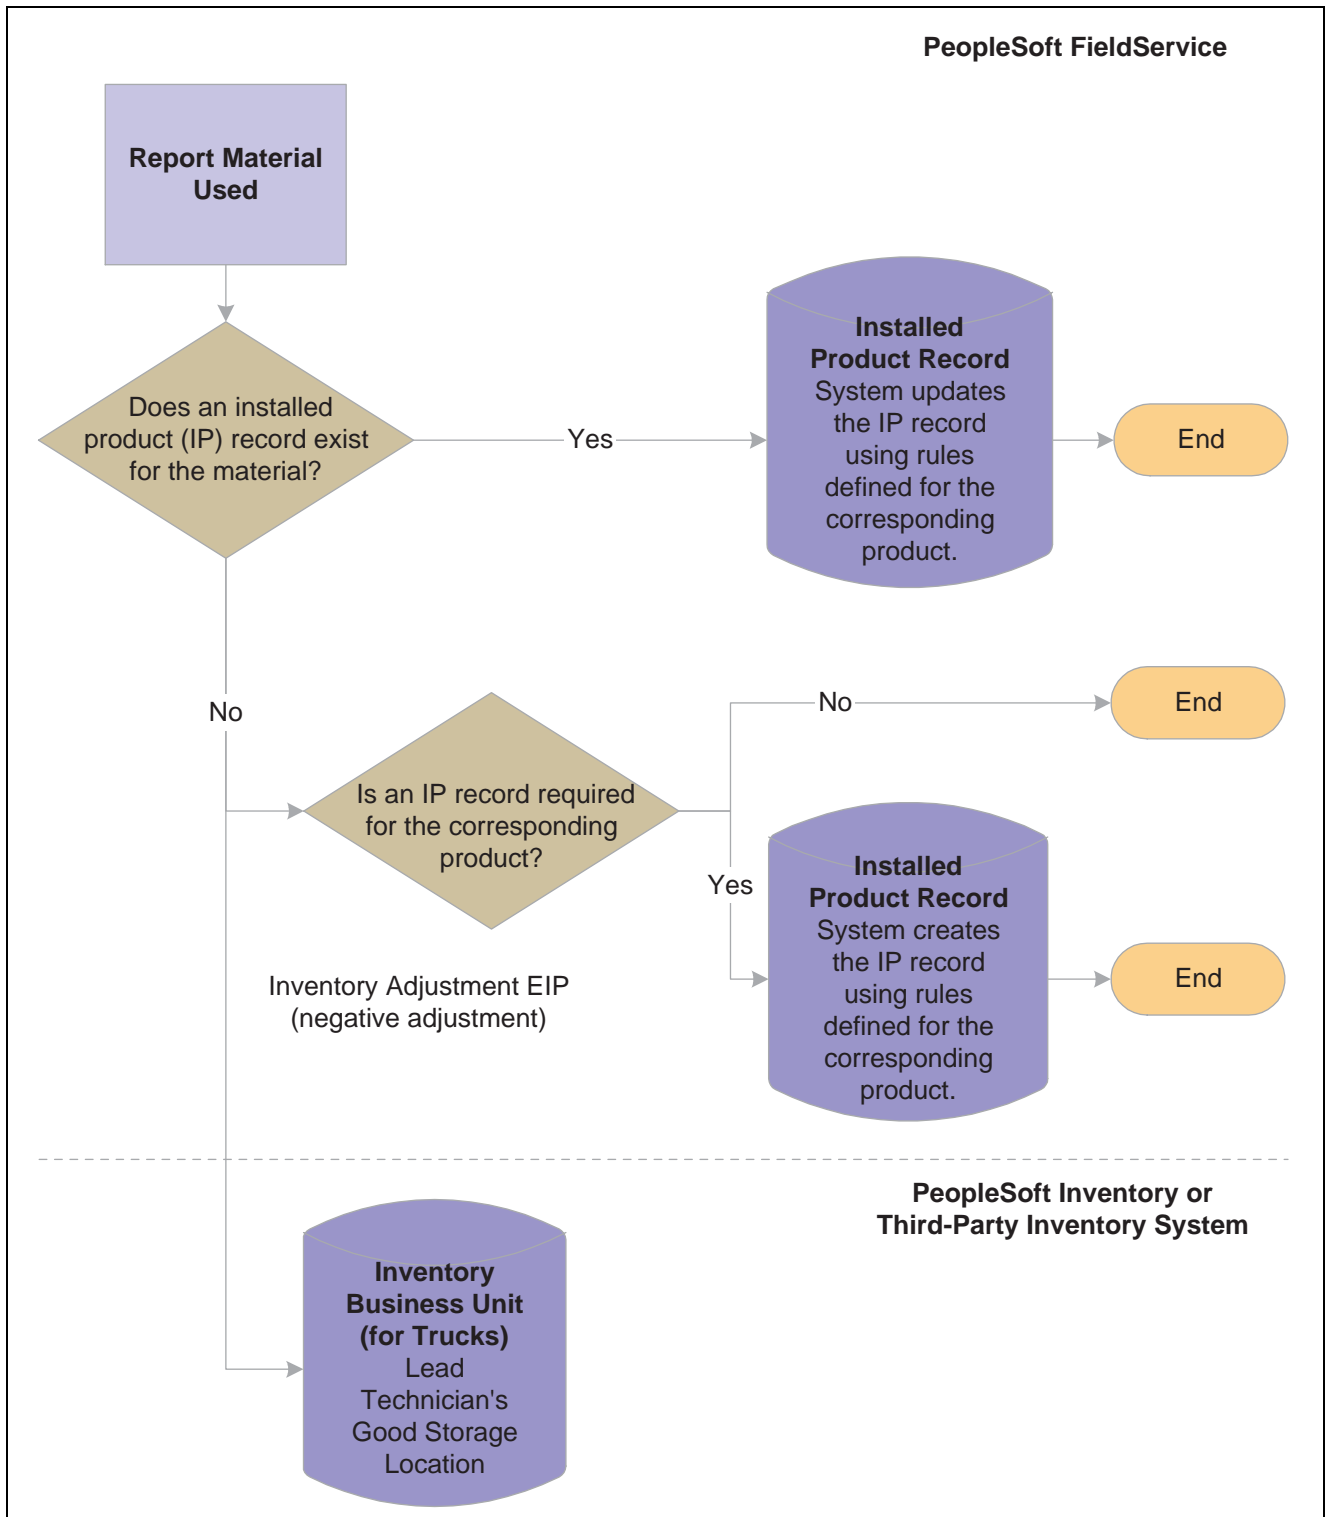 PeopleSoft FieldService
Report Material
Used
Does an installed
product (IP) record exist
for the material?
Yes
Installed
Product Record
System updates
the IP record
using rules
defined for the
corresponding
product.
End
No
Is an IP record required
for the corresponding
product?
No
End
Yes
Installed
Product Record
System creates
the IP record
using rules
defined for the
corresponding
product.
End
Inventory Adjustment EIP
(negative adjustment)
PeopleSoft Inventory or
Third-Party Inventory System
Inventory
Business Unit
(for Trucks)
Lead
Technician's
Good Storage
Location